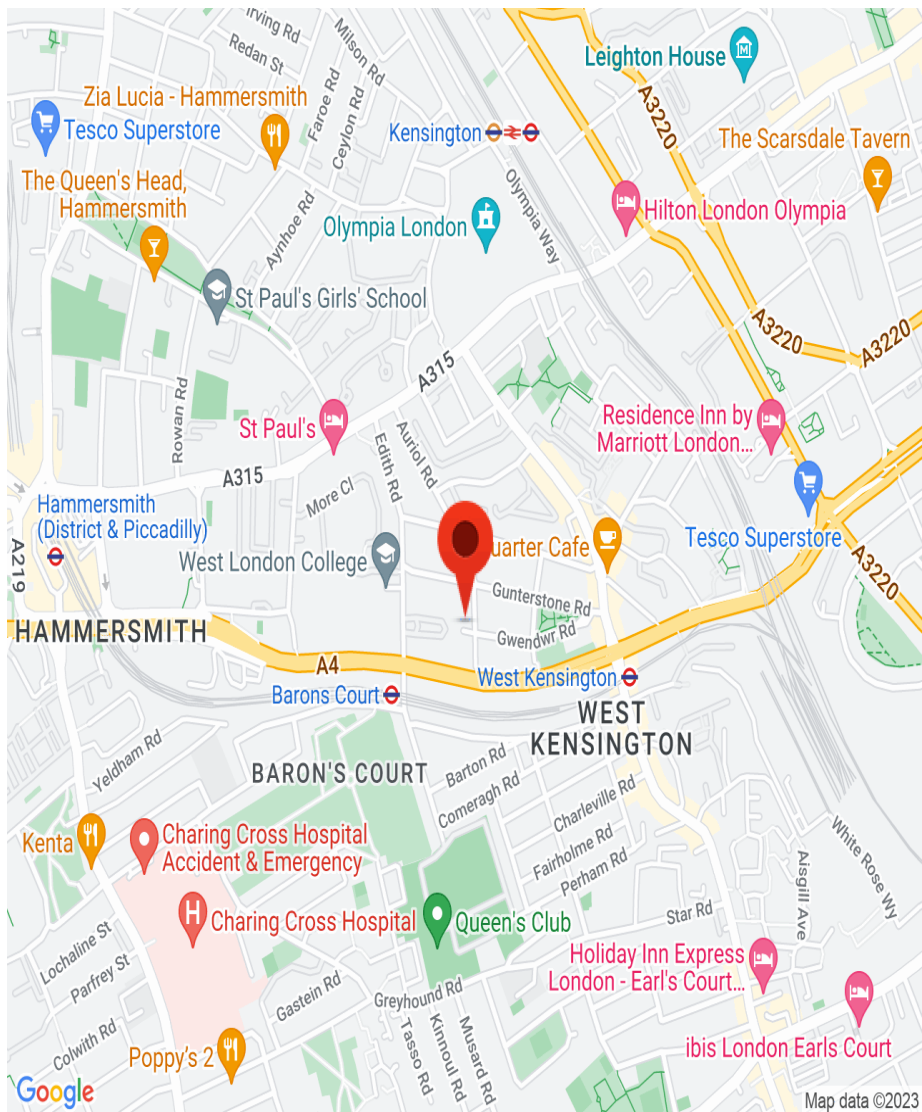 Irving Rd
Redan St
Milson Rd
Faroe Rd
Ceylon Rd
Leighton House
Zia Lucia - Hammersmith
Tesco Superstore
Kensington
A3220
The Scarsdale Tavern
The Queen's Head,
Hammersmith
Aynhoe Rd
Olympia London
Olympia Way
Hilton London Olympia
St Paul's Girls' School
A3220
A3220
A315
Rowan Rd
St Paul's
Edith Rd
Auriol Rd
Residence Inn by
Marriott London...
A315
More Cl
Hammersmith
(District & Piccadilly)
A219
West London College
uarter Cafe
Tesco Superstore
A3220
Gunterstone Rd
Gwendwr Rd
HAMMERSMITH
A4
Barons Court
West Kensington
WEST
KENSINGTON
Yeldham Rd
BARON'S COURT
Barton Rd
Comeragh Rd
Charleville Rd
Fairholme Rd
Perham Rd
Aisgill Ave
White Rose Wy
Kenta
Charing Cross Hospital
Accident & Emergency
Charing Cross Hospital
Queen's Club
Star Rd
Lochaline St
Parfrey St
Colwith Rd
Gastein Rd
Greyhound Rd
Holiday Inn Express
London - Earl's Court...
Tasso Rd
Kinnoul Rd
Musard Rd
Poppy's 2
ibis London Earls Court
Google
Map data ©2023